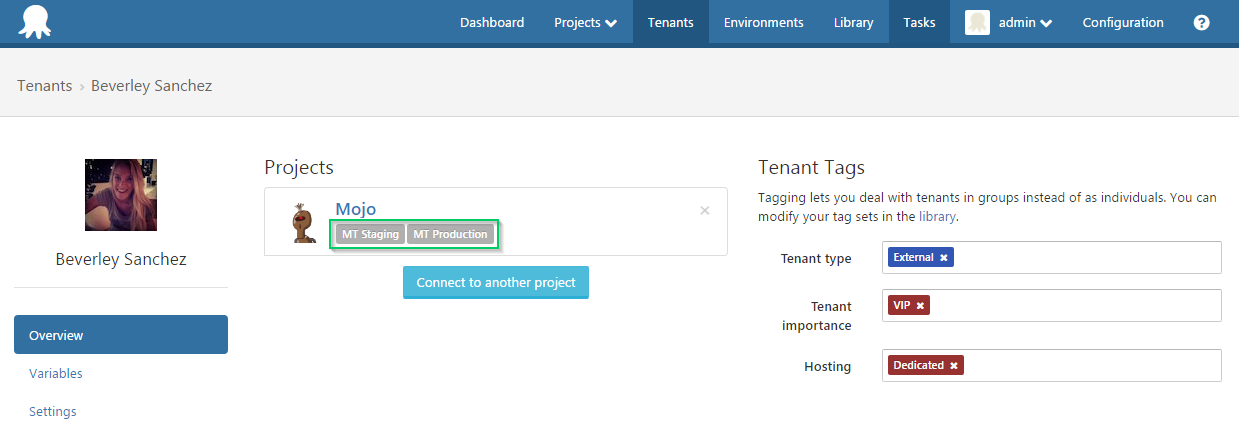 Dashboard Projects Tenants Environments Library Tasks admin Configuration ?
Tenants › Beverley Sanchez
Beverley Sanchez
Overview
Variables
Settings
Projects
Mojo
×
MT Staging MT Production
Connect to another project
Tenant Tags
Tagging lets you deal with tenants in groups instead of as individuals. You can
modify your tag sets in the library.
Tenant type External ×
Tenant
importance
VIP ×
Hosting Dedicated ×